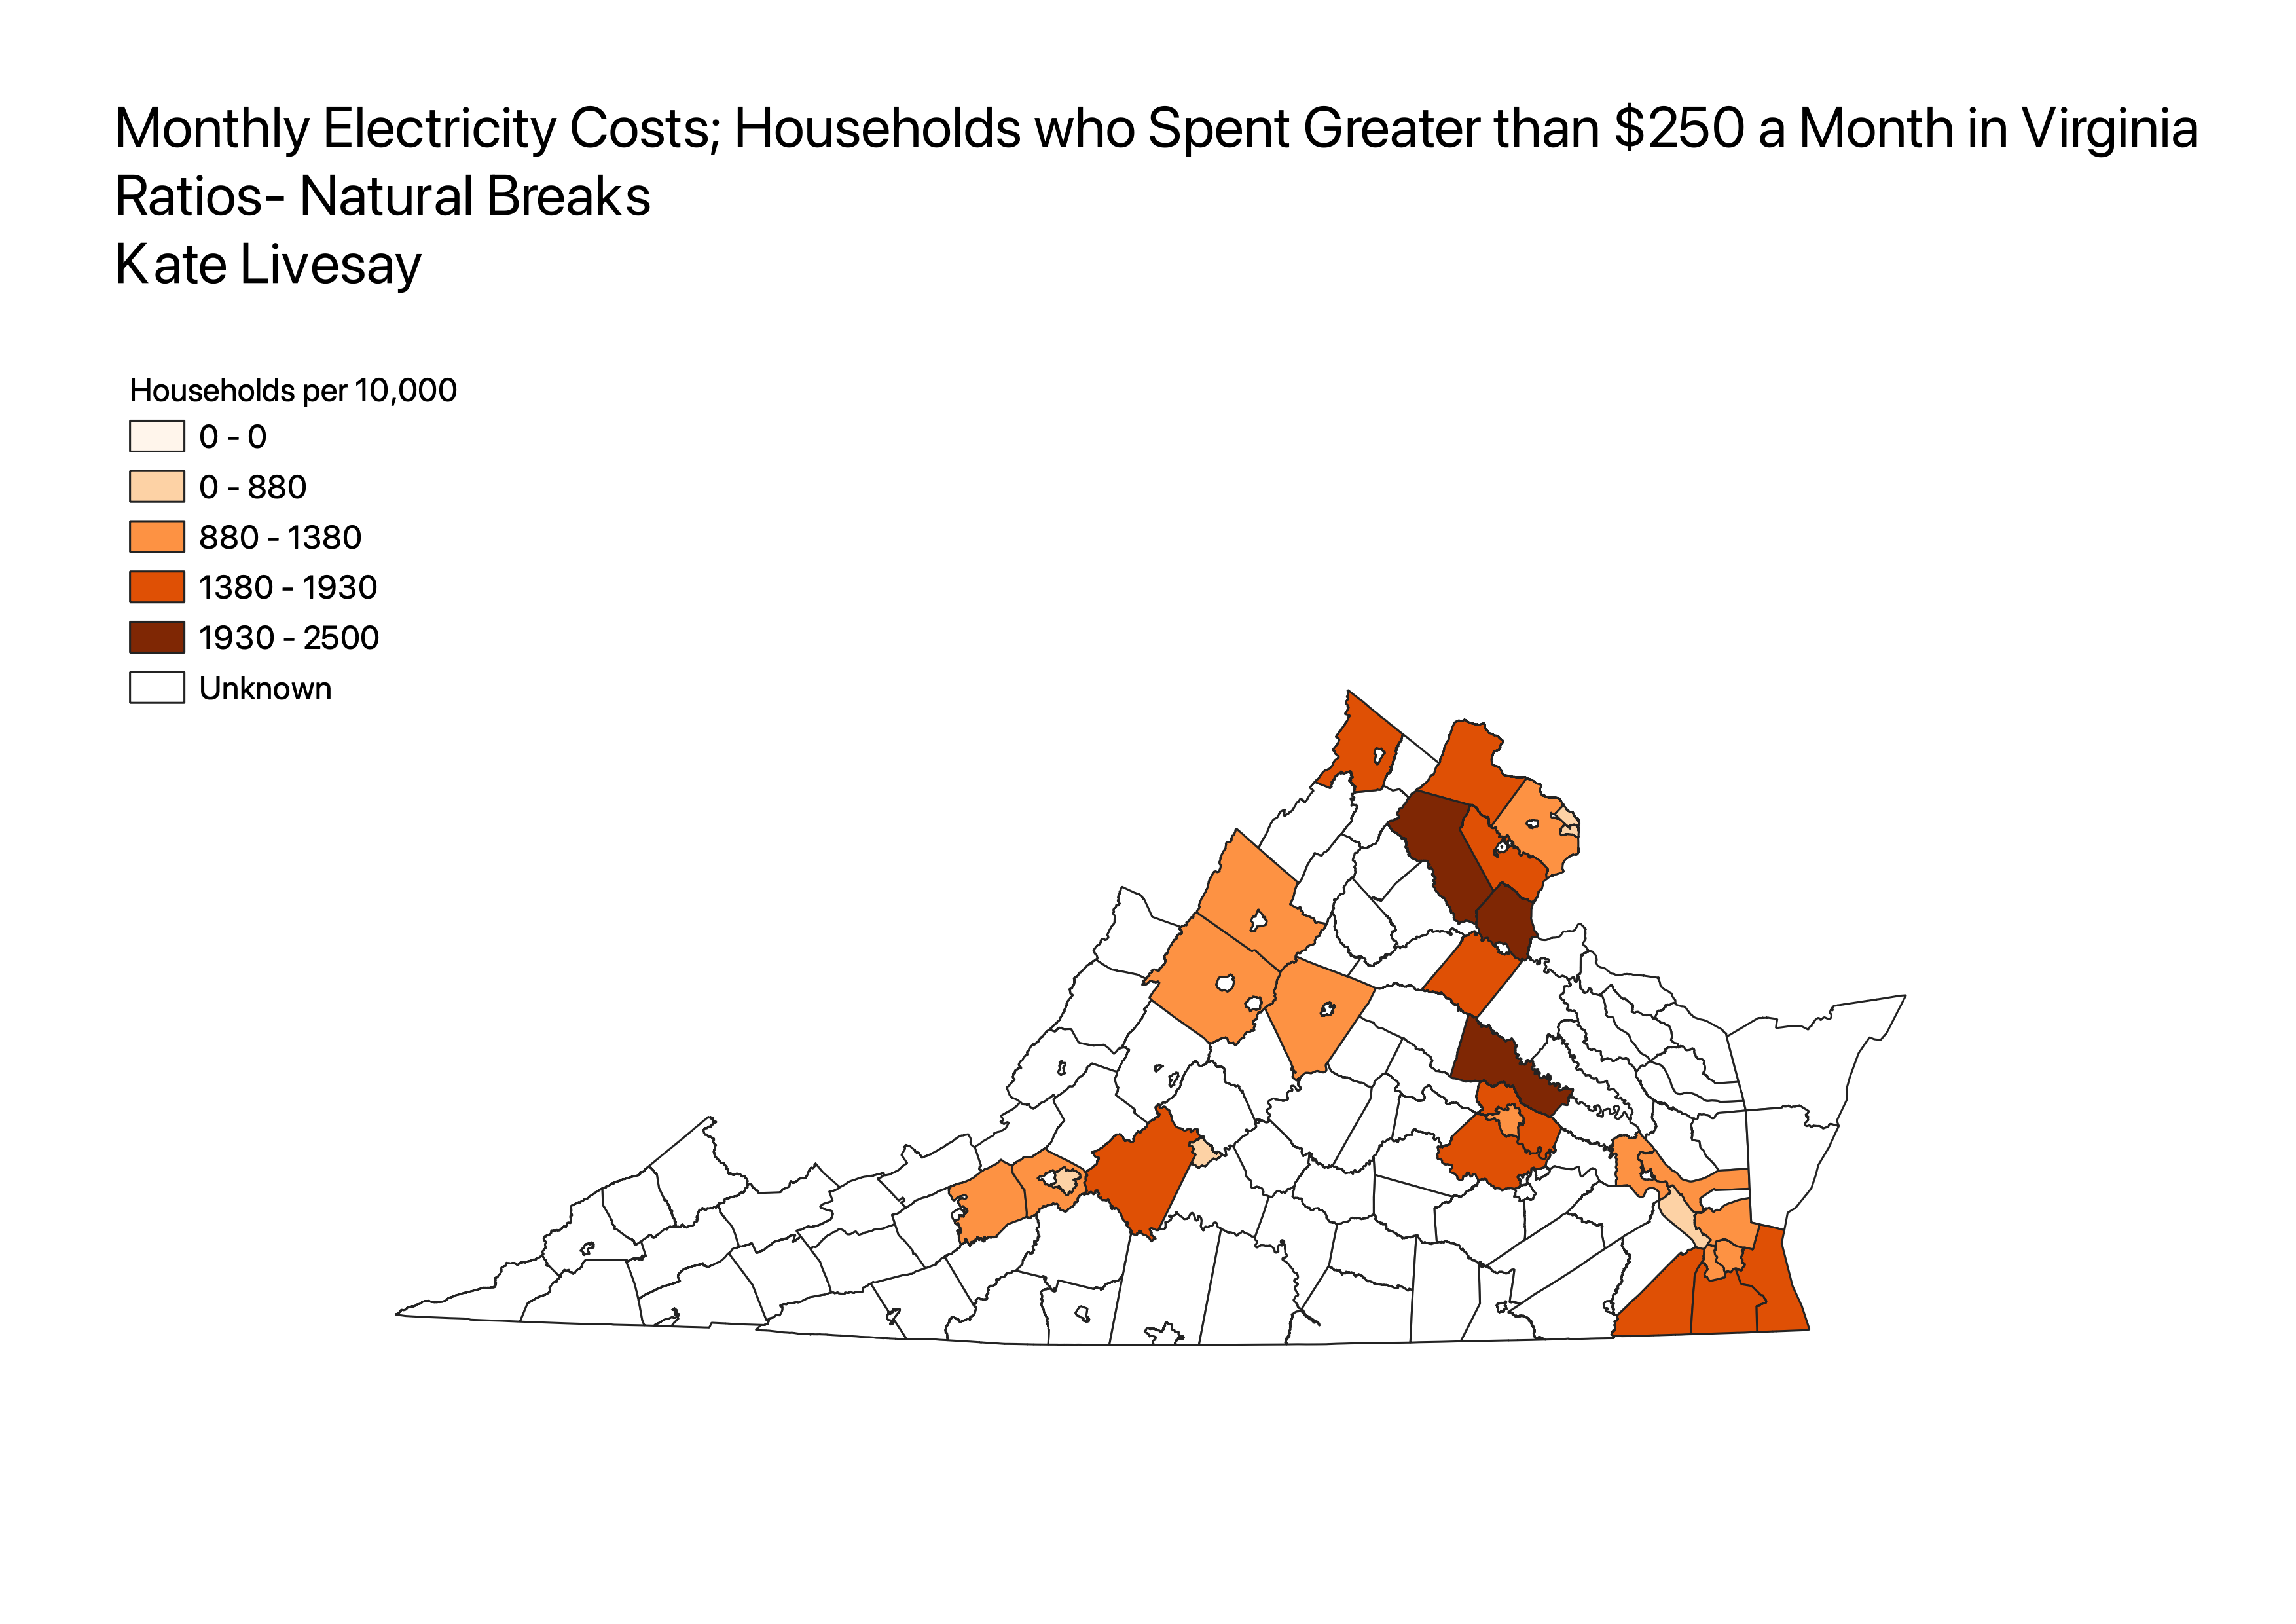 Monthly Electricity Costs; Households who Spent Greater than $250 a Month in Virginia
Ratios- Natural Breaks
Kate Livesay
Households per 10,000
0 - 0
0 - 880
880 - 1380
1380 - 1930
1930 - 2500
Unknown